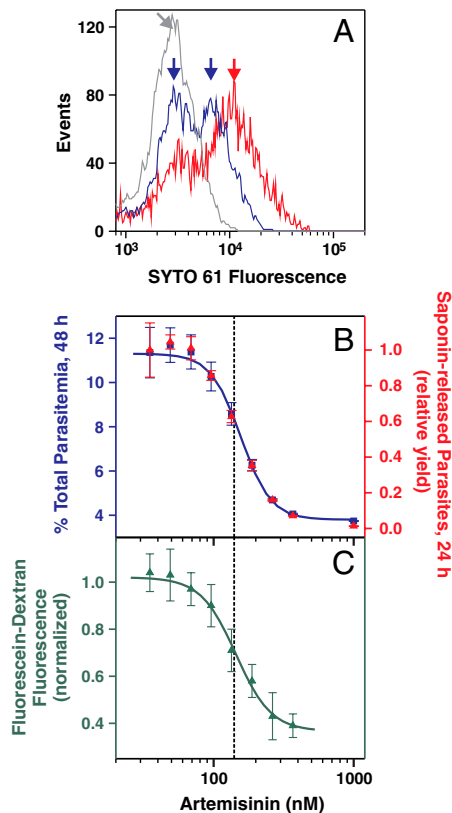 A
120
80
40
0
Events
10³ 10⁴ 10⁵
SYTO 61 Fluorescence
B
12
10
8
6
4
% Total Parasitemia, 48 h
1.0
0.8
0.6
0.4
0.2
0.0
Saponin-released Parasites, 24 h
(relative yield)
C
1.0
0.8
0.6
0.4
Fluorescein-Dextran
Fluorescence
(normalized)
100 1000
Artemisinin (nM)